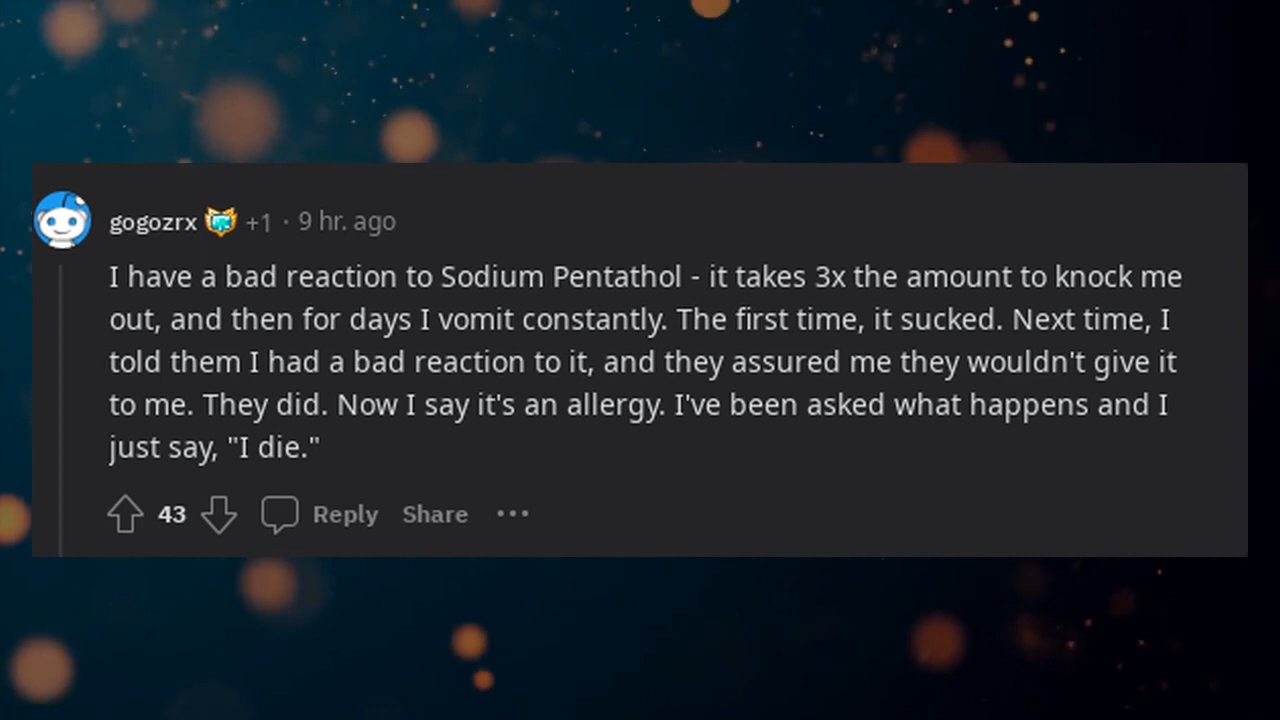 gogozrx +1 · 9 hr. ago
I have a bad reaction to Sodium Pentathol - it takes 3x the amount to knock me
out, and then for days I vomit constantly. The first time, it sucked. Next time, I
told them I had a bad reaction to it, and they assured me they wouldn't give it
to me. They did. Now I say it's an allergy. I've been asked what happens and I
just say, "I die."
43 Reply Share ···